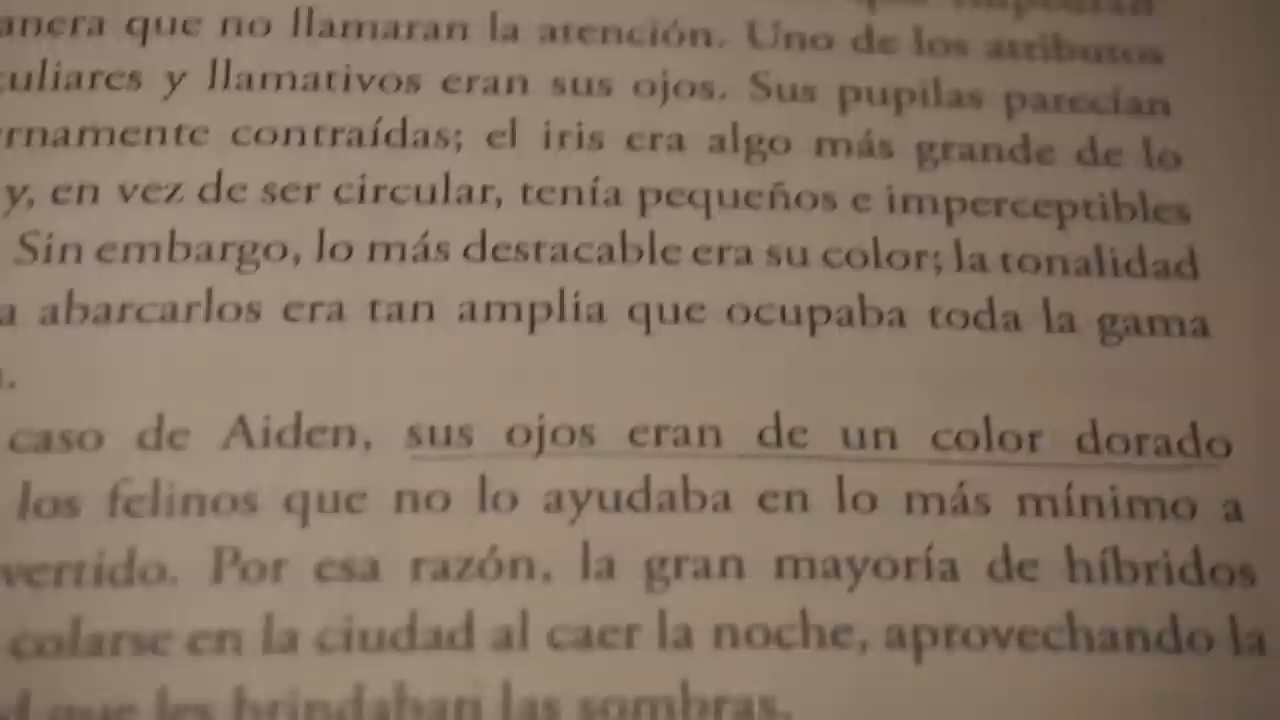 anera que no llamaran la atención. Uno de los atributos
culiares y llamativos eran sus ojos. Sus pupilas parecían
rnamente contraídas; el iris era algo más grande de lo
y, en vez de ser circular, tenía pequeños e imperceptibles
Sin embargo, lo más destacable era su color; la tonalidad
a abarcarlos era tan amplia que ocupaba toda la gama
.
caso de Aiden, sus ojos eran de un color dorado
los felinos que no lo ayudaba en lo más mínimo a
vertido. Por esa razón, la gran mayoría de híbridos
colarse en la ciudad al caer la noche, aprovechando la
d que les brindaban las sombras.